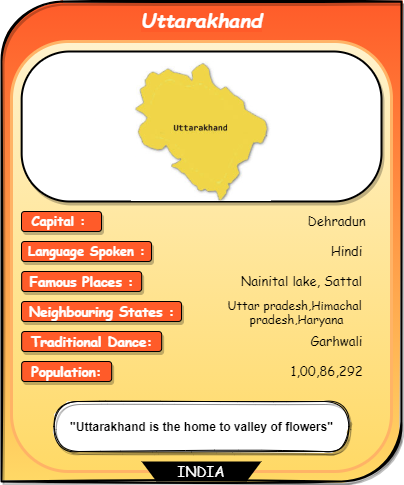 Uttarakhand
Uttarakhand
Capital : Dehradun
Language Spoken : Hindi
Famous Places : Nainital lake, Sattal
Neighbouring States : Uttar pradesh,Himachal
pradesh,Haryana
Traditional Dance: Garhwali
Population: 1,00,86,292
"Uttarakhand is the home to valley of flowers"
INDIA